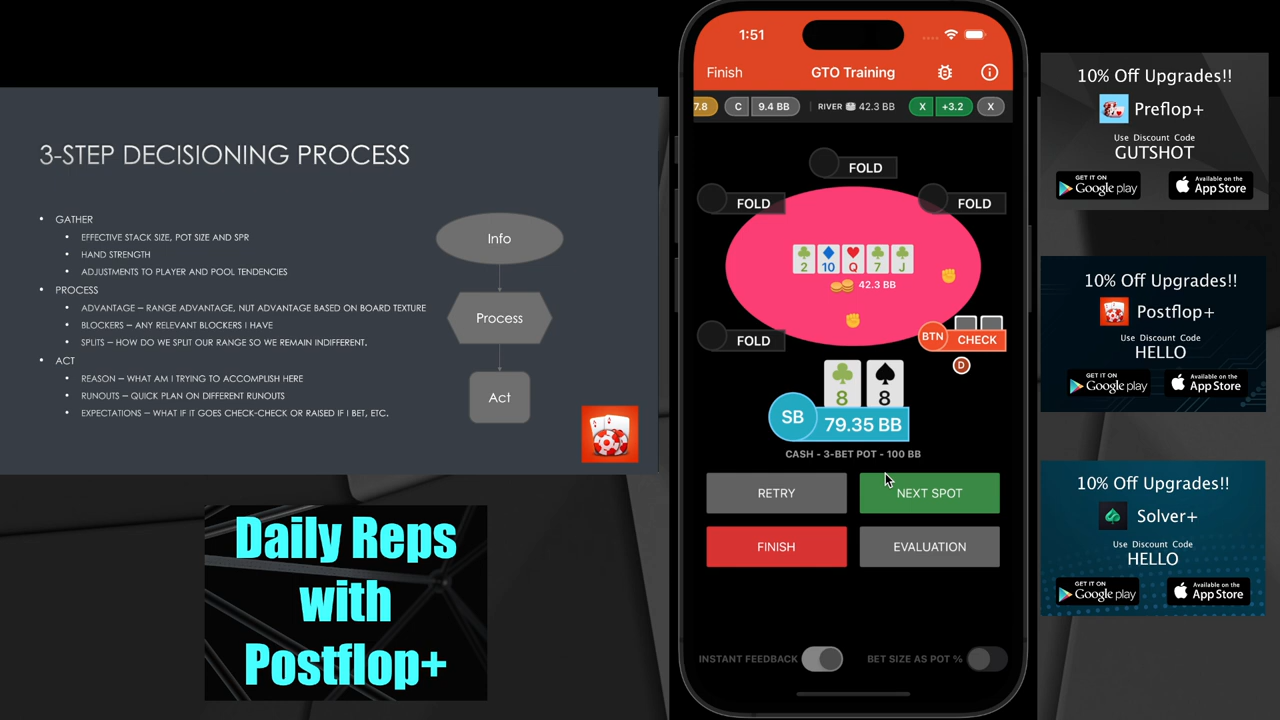 3-STEP DECISIONING PROCESS
• GATHER
• EFFECTIVE STACK SIZE, POT SIZE AND SPR
• HAND STRENGTH
• ADJUSTMENTS TO PLAYER AND POOL TENDENCIES
• PROCESS
• ADVANTAGE – RANGE ADVANTAGE, NUT ADVANTAGE BASED ON BOARD TEXTURE
• BLOCKERS – ANY RELEVANT BLOCKERS I HAVE
• SPLITS – HOW DO WE SPLIT OUR RANGE SO WE REMAIN INDIFFERENT.
• ACT
• REASON – WHAT AM I TRYING TO ACCOMPLISH HERE
• RUNOUTS – QUICK PLAN ON DIFFERENT RUNOUTS
• EXPECTATIONS – WHAT IF IT GOES CHECK-CHECK OR RAISED IF I BET, ETC.
Info
Process
Act
Daily Reps
with
Postflop+
1:51
Finish
GTO Training
7.8 C 9.4 BB RIVER 42.3 BB X +3.2 X
FOLD
FOLD
FOLD
2 10 Q 7 J
42.3 BB
FOLD
BTN CHECK
D
8 8
SB 79.35 BB
CASH - 3-BET POT - 100 BB
RETRY
NEXT SPOT
FINISH
EVALUATION
INSTANT FEEDBACK
BET SIZE AS POT %
10% Off Upgrades!!
Preflop+
Use Discount Code
GUTSHOT
GET IT ON
Google play
Available on the
App Store
10% Off Upgrades!!
Postflop+
Use Discount Code
HELLO
GET IT ON
Google play
Available on the
App Store
10% Off Upgrades!!
Solver+
Use Discount Code
HELLO
GET IT ON
Google play
Available on the
App Store